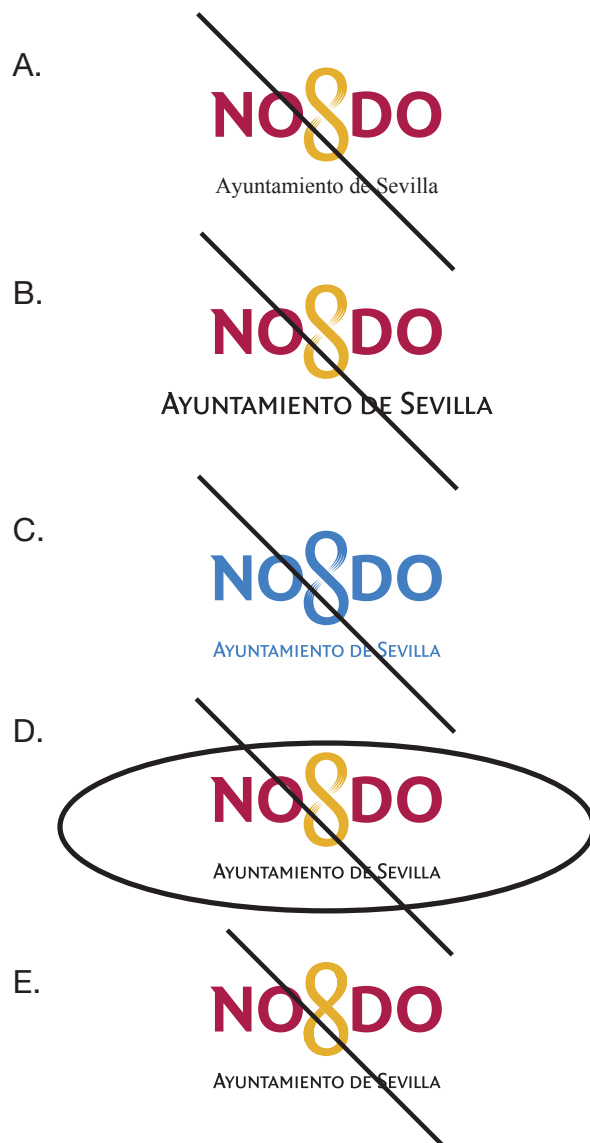 A.
NO8DO
Ayuntamiento de Sevilla
B.
NO8DO
AYUNTAMIENTO DE SEVILLA
C.
NO8DO
AYUNTAMIENTO DE SEVILLA
D.
NO8DO
AYUNTAMIENTO DE SEVILLA
E.
NO8DO
AYUNTAMIENTO DE SEVILLA